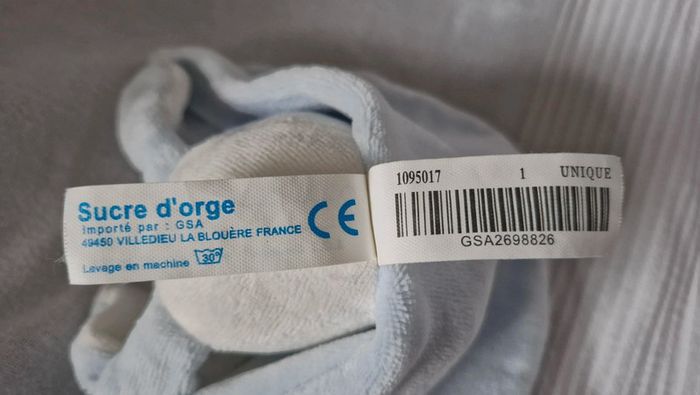 Sucre d'orge
Importé par : GSA
49450 VILLEDIEU LA BLOUÈRE FRANCE
CE
Lavage en machine 30°
1095017 1 UNIQUE
GSA2698826